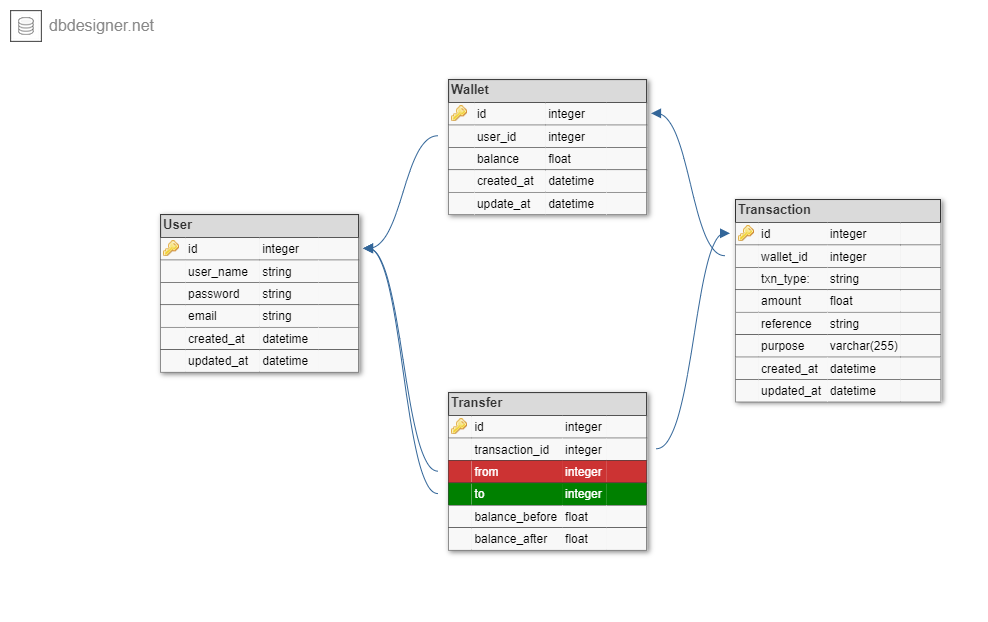 dbdesigner.net
Wallet
id integer
user_id integer
balance float
created_at datetime
update_at datetime
User
id integer
user_name string
password string
email string
created_at datetime
updated_at datetime
Transaction
id integer
wallet_id integer
txn_type: string
amount float
reference string
purpose varchar(255)
created_at datetime
updated_at datetime
Transfer
id integer
transaction_id integer
from integer
to integer
balance_before float
balance_after float